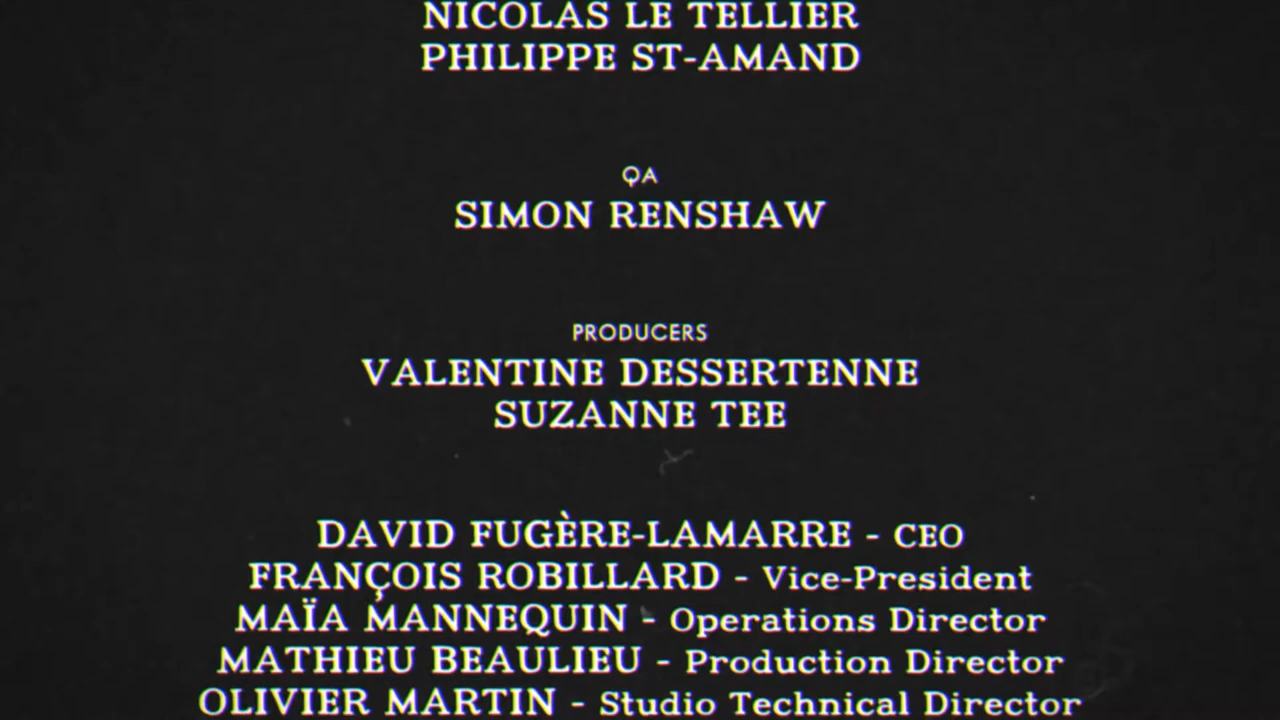 NICOLAS LE TELLIER
PHILIPPE ST-AMAND
QA
SIMON RENSHAW
PRODUCERS
VALENTINE DESSERTENNE
SUZANNE TEE
DAVID FUGÈRE-LAMARRE - CEO
FRANÇOIS ROBILLARD - Vice-President
MAÏA MANNEQUIN - Operations Director
MATHIEU BEAULIEU - Production Director
OLIVIER MARTIN - Studio Technical Director